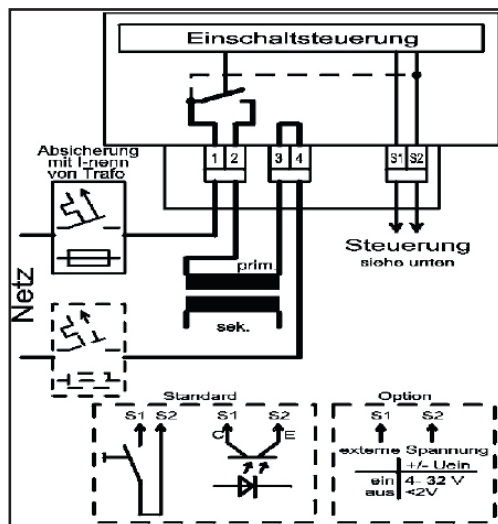 Einschaltsteuerung
Absicherung
mit I-nenn
von Trafo
1 2 3 4 S1 S2
Steuerung
siehe unten
prim.
sek.
Netz
Standard
S1 S2 S1 S2
C E
Option
S1 S2
externe Spannung
+/- Uein
ein 4- 32 V
aus <2V